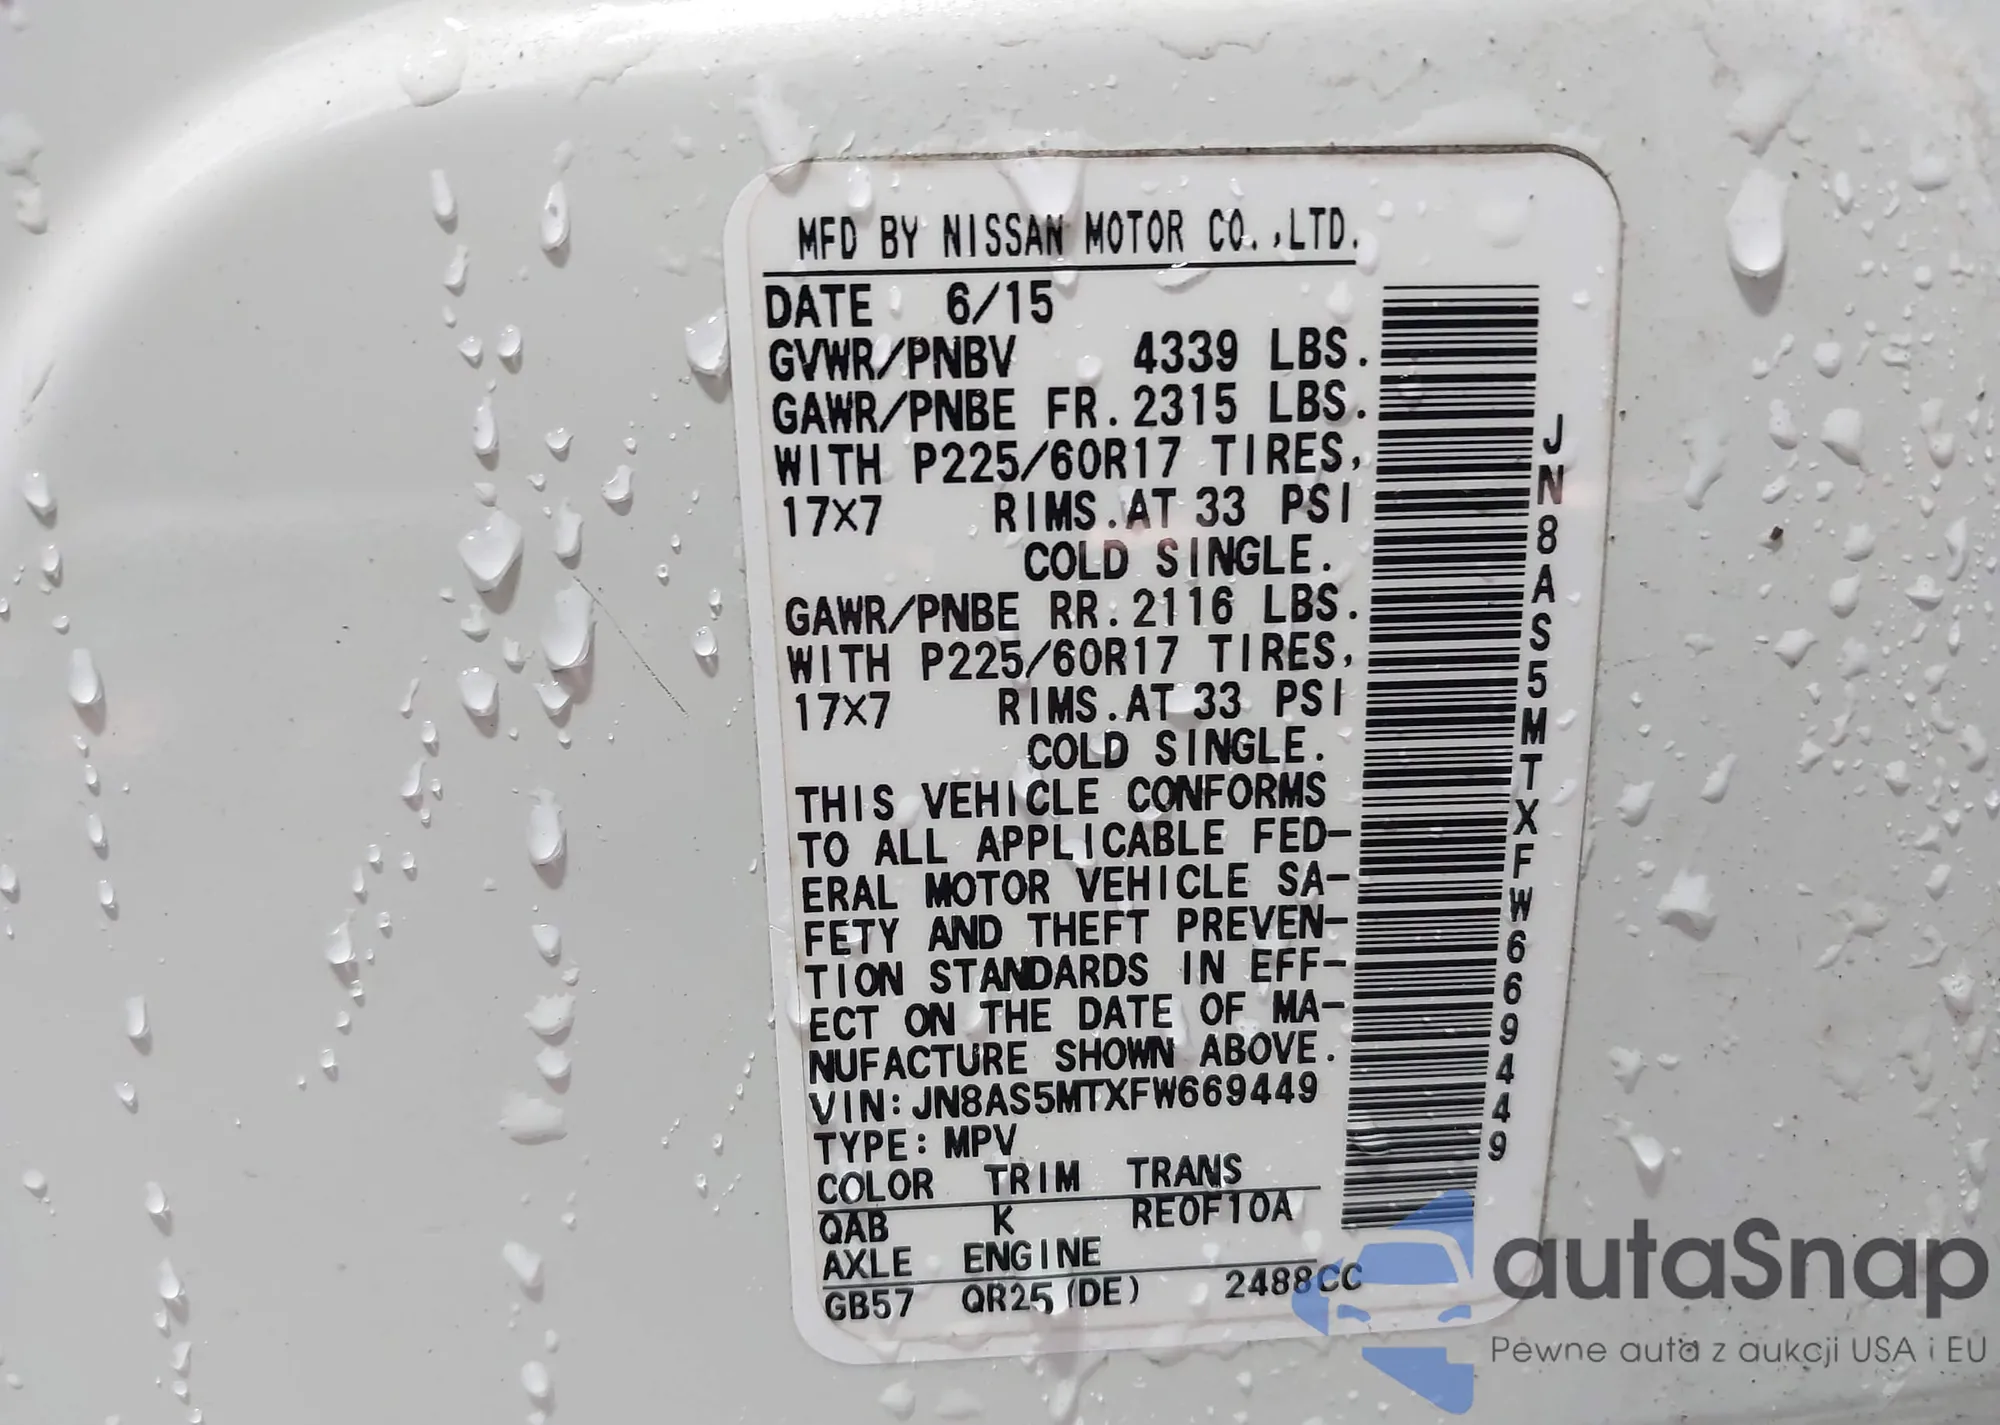 MFD BY NISSAN MOTOR CO.,LTD.
DATE 6/15
GVWR/PNBV 4339 LBS.
GAWR/PNBE FR. 2315 LBS.
WITH P225/60R17 TIRES,
17X7 RIMS.AT 33 PSI
COLD SINGLE.
GAWR/PNBE RR. 2116 LBS.
WITH P225/60R17 TIRES,
17X7 RIMS.AT 33 PSI
COLD SINGLE.
THIS VEHICLE CONFORMS
TO ALL APPLICABLE FED-
ERAL MOTOR VEHICLE SA-
FETY AND THEFT PREVEN-
TION STANDARDS IN EFF-
ECT ON THE DATE OF MA-
NUFACTURE SHOWN ABOVE.
VIN: JN8AS5MTXFW669449
TYPE: MPV
COLOR TRIM TRANS
QAB K RE0F10A
AXLE ENGINE
GB57 QR25(DE) 2488CC
JN8AS5MTXFW669449
autaSnap
Pewne auta z aukcji USA i EU